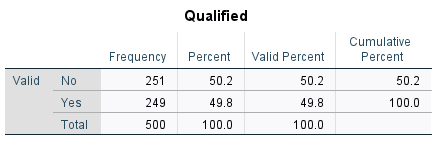 Qualified
Cumulative
Frequency Percent Valid Percent Percent
Valid No 251 50.2 50.2 50.2
Yes 249 49.8 49.8 100.0
Total 500 100.0 100.0